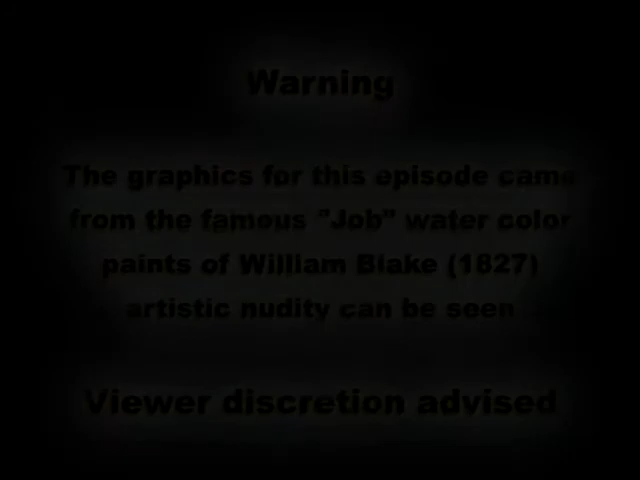 Warning
The graphics for this episode came
from the famous "Job" water color
paints of William Blake (1827)
artistic nudity can be seen
Viewer discretion advised